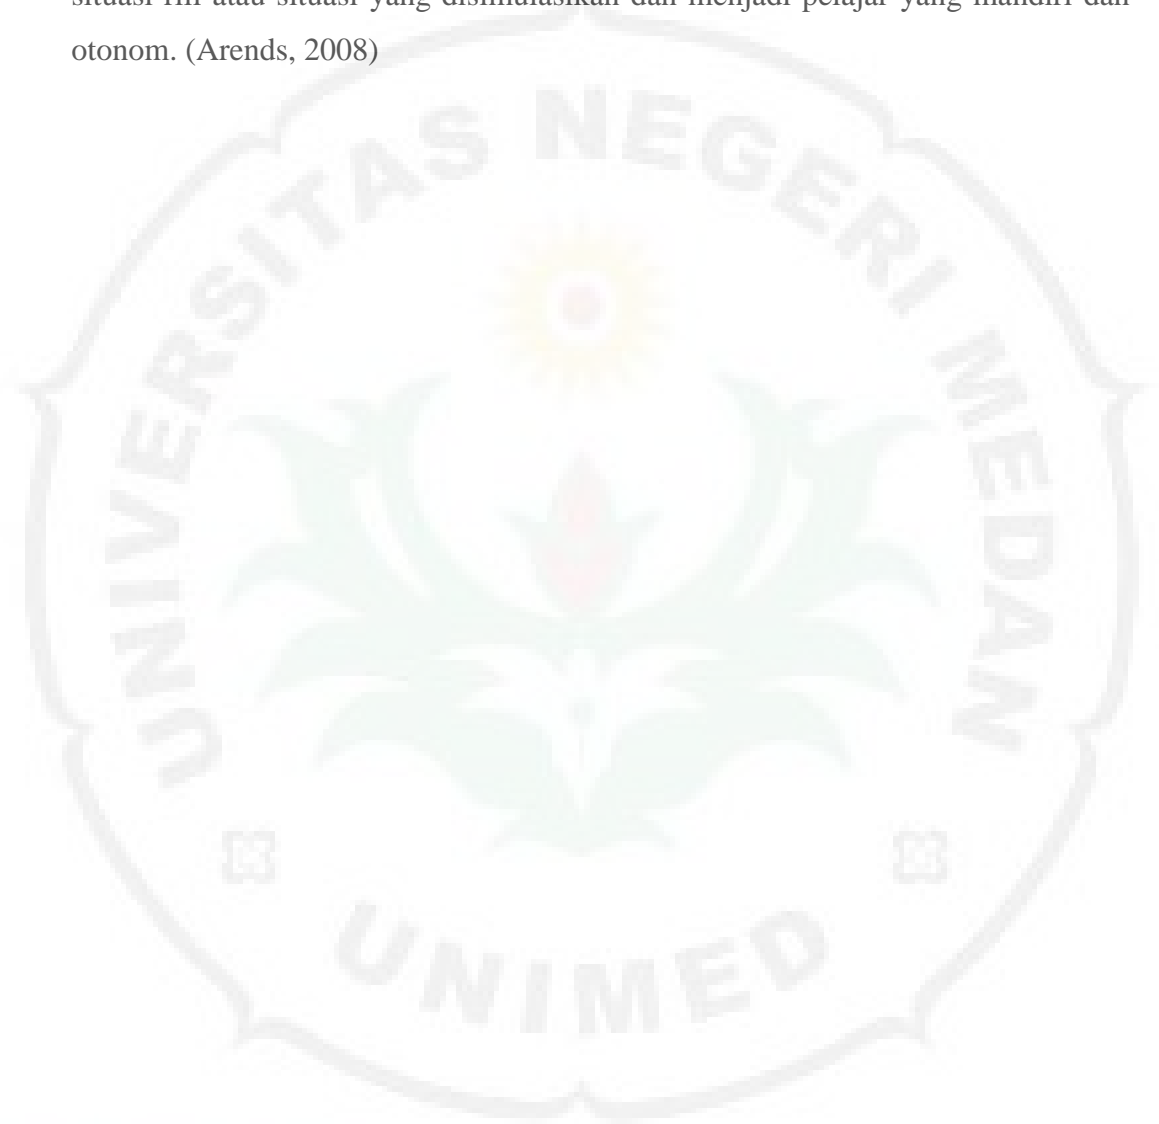 situasi riil atau situasi yang disimulasikan dan menjadi pelajar yang mandiri dan
otonom. (Arends, 2008)
UNIVERSITAS NEGERI MEDAN
UNIMED